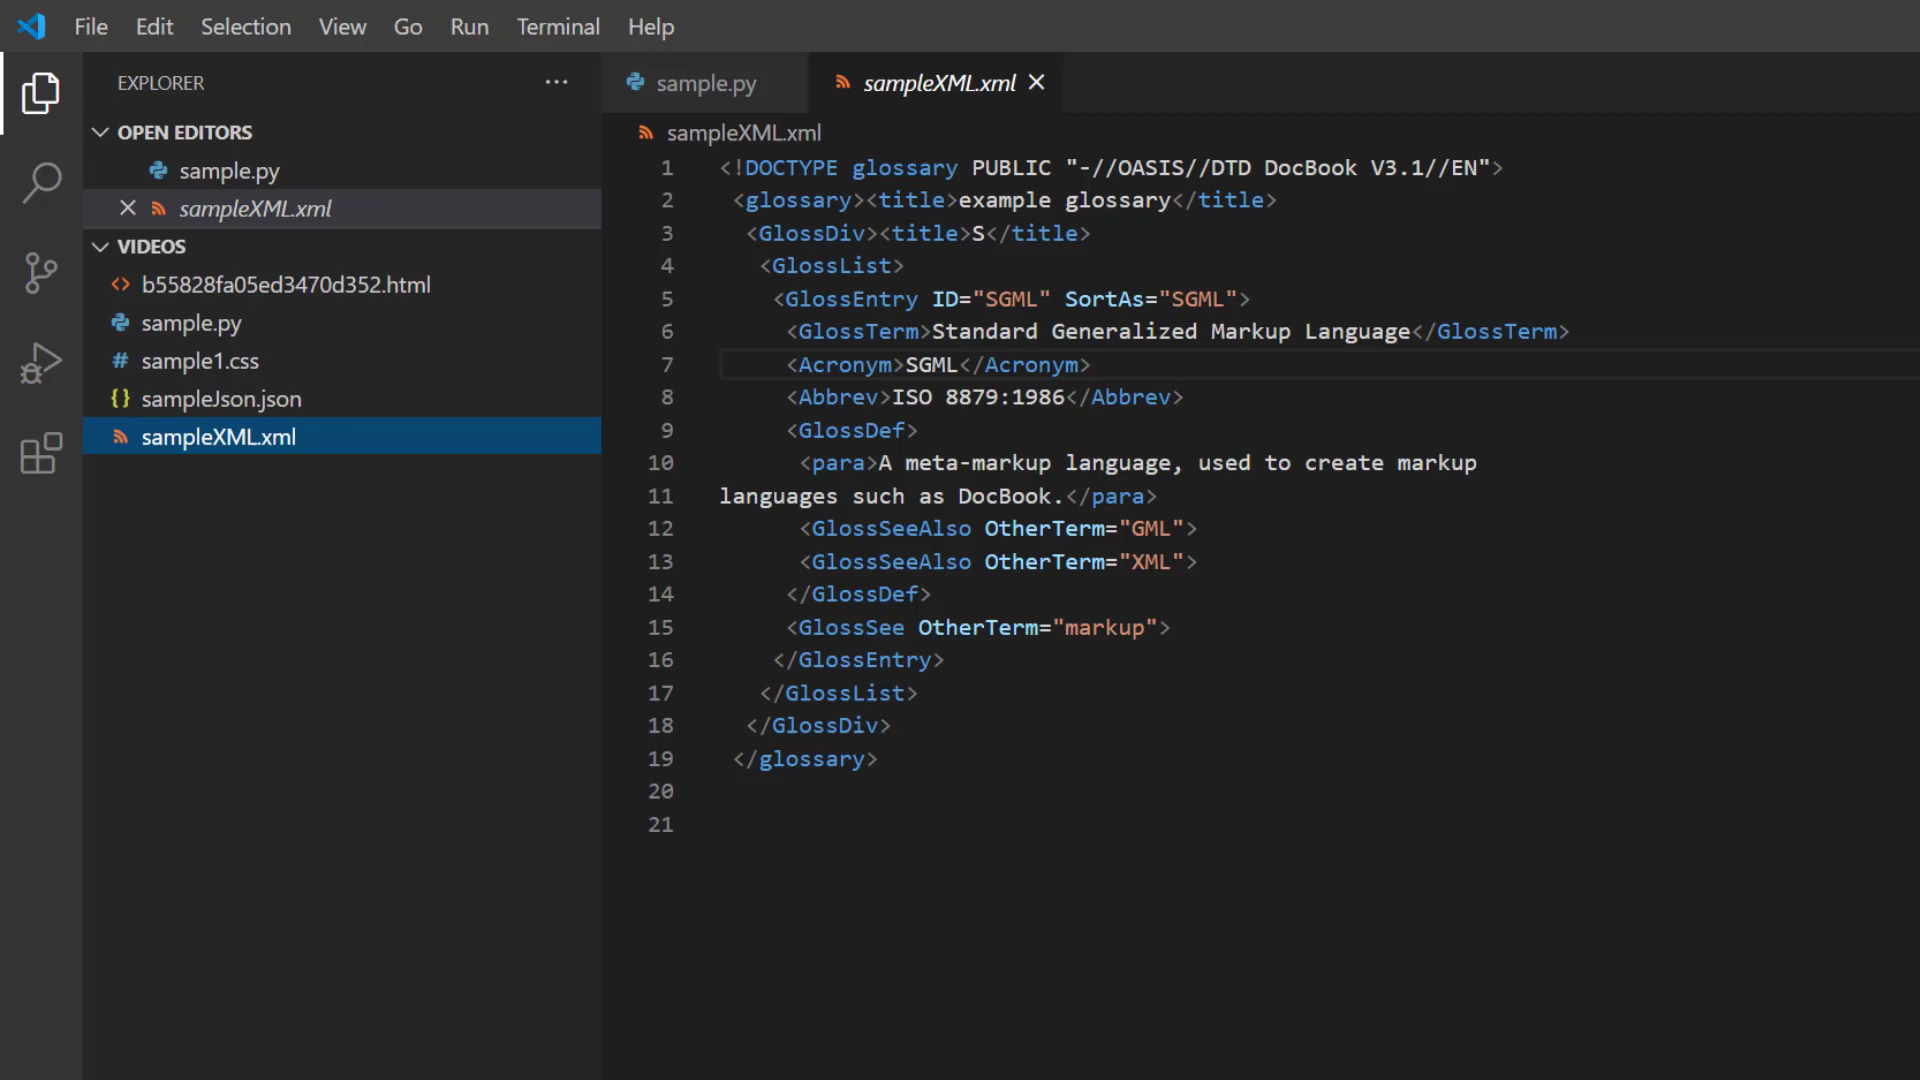 File Edit Selection View Go Run Terminal Help
EXPLORER ···
OPEN EDITORS
sample.py
sampleXML.xml
VIDEOS
b55828fa05ed3470d352.html
sample.py
# sample1.css
{} sampleJson.json
sampleXML.xml
sample.py sampleXML.xml
sampleXML.xml
1 <!DOCTYPE glossary PUBLIC "-//OASIS//DTD DocBook V3.1//EN">
2 <glossary><title>example glossary</title>
3 <GlossDiv><title>S</title>
4 <GlossList>
5 <GlossEntry ID="SGML" SortAs="SGML">
6 <GlossTerm>Standard Generalized Markup Language</GlossTerm>
7 <Acronym>SGML</Acronym>
8 <Abbrev>ISO 8879:1986</Abbrev>
9 <GlossDef>
10 <para>A meta-markup language, used to create markup
11 languages such as DocBook.</para>
12 <GlossSeeAlso OtherTerm="GML">
13 <GlossSeeAlso OtherTerm="XML">
14 </GlossDef>
15 <GlossSee OtherTerm="markup">
16 </GlossEntry>
17 </GlossList>
18 </GlossDiv>
19 </glossary>
20
21